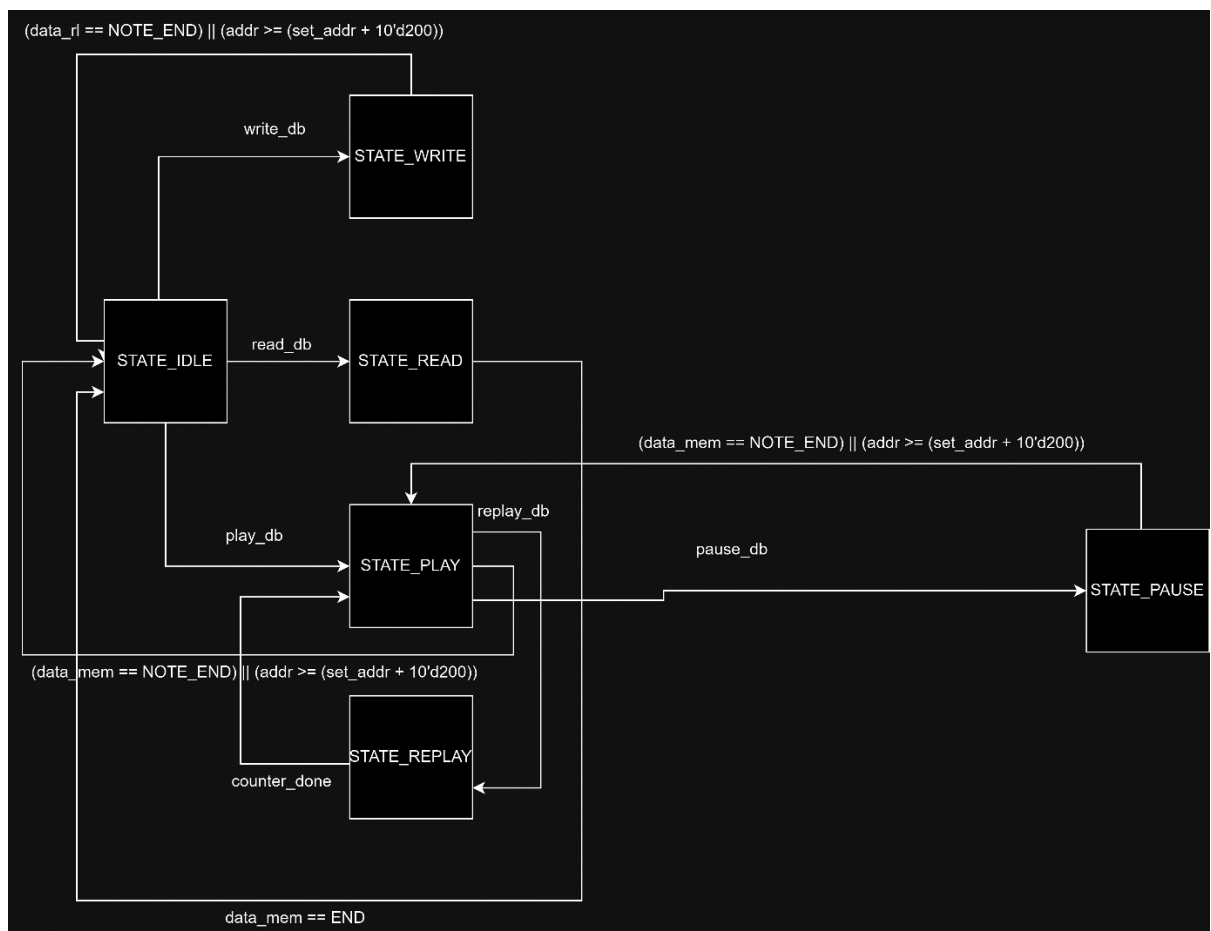 (data_rl == NOTE_END) || (addr >= (set_addr + 10'd200))
write_db
STATE_WRITE
read_db
STATE_IDLE
STATE_READ
(data_mem == NOTE_END) || (addr >= (set_addr + 10'd200))
replay_db
play_db
pause_db
STATE_PLAY
STATE_PAUSE
(data_mem == NOTE_END) || (addr >= (set_addr + 10'd200))
STATE_REPLAY
counter_done
data_mem == END